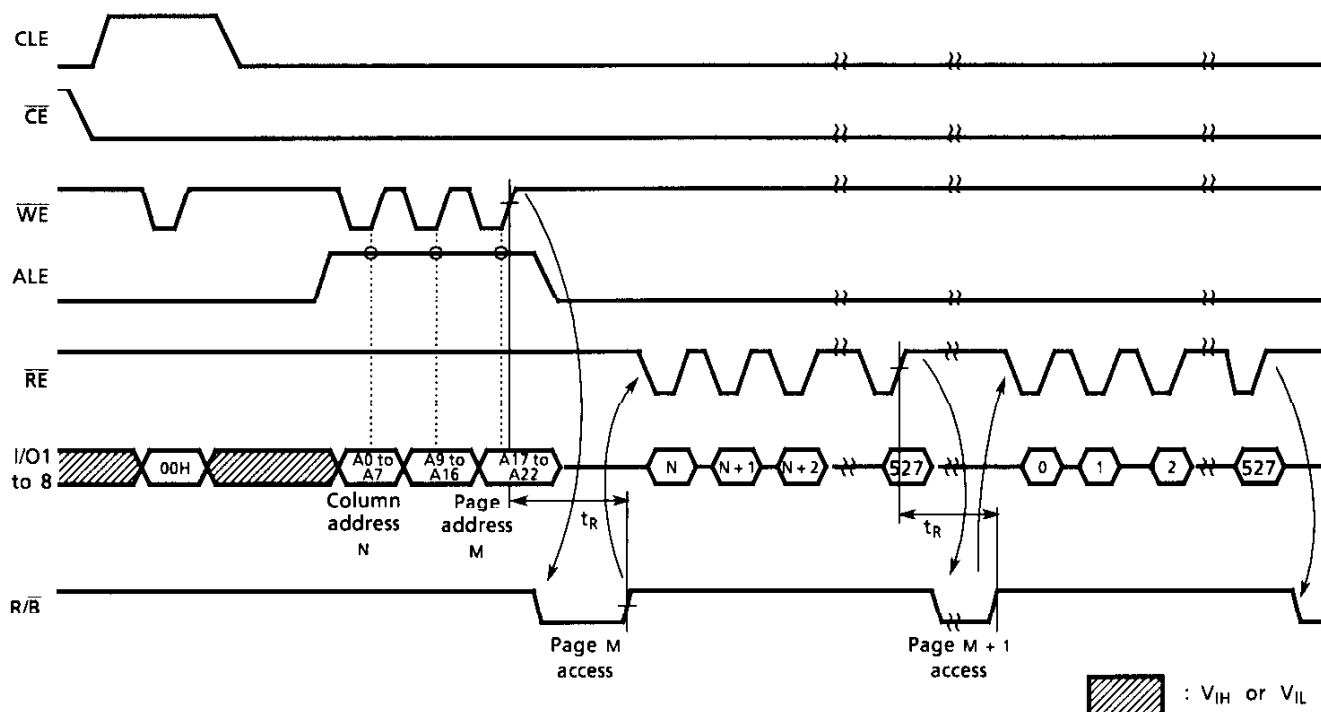 CLE
CE
WE
ALE
RE
I/O1
to 8
00H
A0 to
A7
A9 to
A16
A17 to
A22
N
N + 1
N + 2
527
0
1
2
527
Column
address
N
Page
address
M
tR
tR
R/B
Page M
access
Page M + 1
access
: VIH or VIL